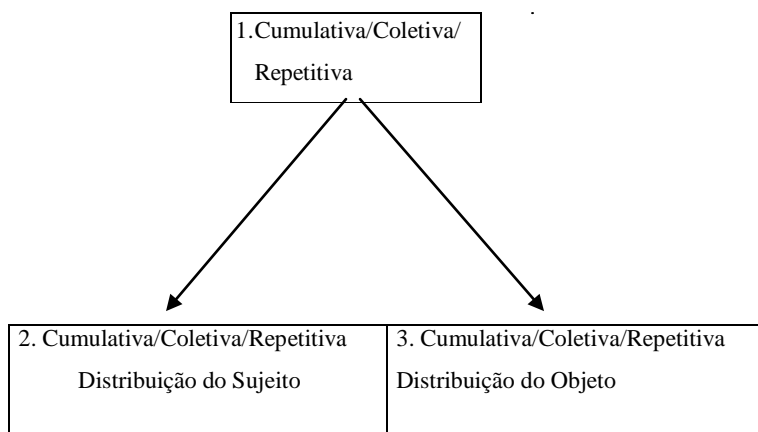 1.Cumulativa/Coletiva/
Repetitiva
2. Cumulativa/Coletiva/Repetitiva
Distribuição do Sujeito
3. Cumulativa/Coletiva/Repetitiva
Distribuição do Objeto